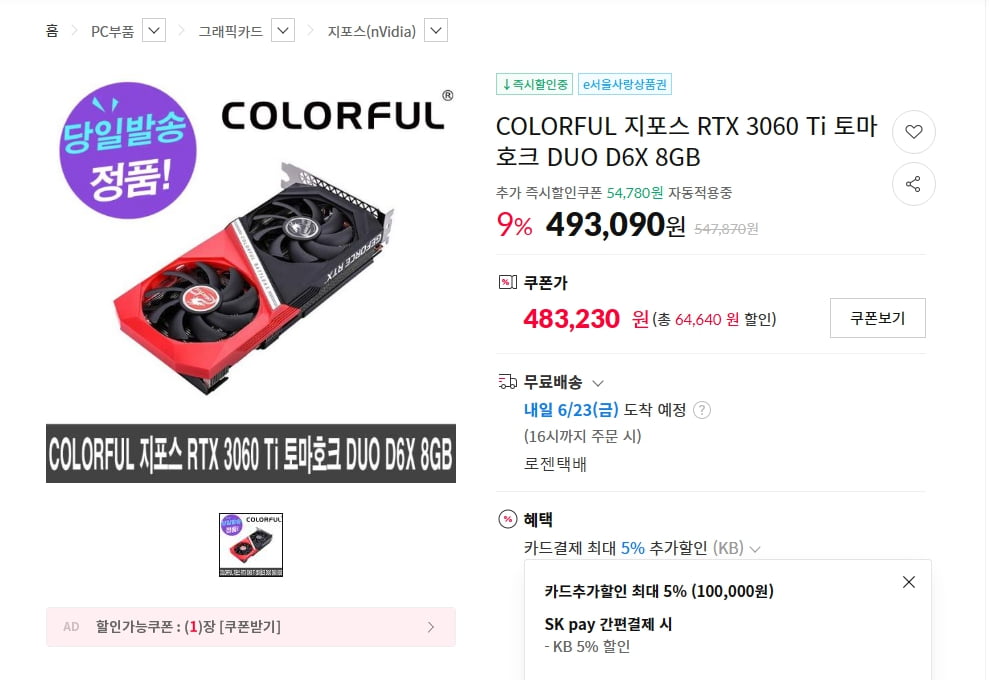 홈
PC부품
그래픽카드
지포스(nVidia)
당일발송
정품!
COLORFUL®
GEFORCE RTX
COLORFUL 지포스 RTX 3060 Ti 토마호크 DUO D6X 8GB
AD 할인가능쿠폰 : (1)장 [쿠폰받기]
↓즉시할인중 e서울사랑상품권
COLORFUL 지포스 RTX 3060 Ti 토마
호크 DUO D6X 8GB
추가 즉시할인쿠폰 54,780원 자동적용중
9% 493,090원 547,870원
쿠폰가
483,230 원 (총 64,640 원 할인)
쿠폰보기
무료배송
내일 6/23(금) 도착 예정 ?
(16시까지 주문 시)
로젠택배
혜택
카드결제 최대 5% 추가할인 (KB)
카드추가할인 최대 5% (100,000원)
SK pay 간편결제 시
- KB 5% 할인